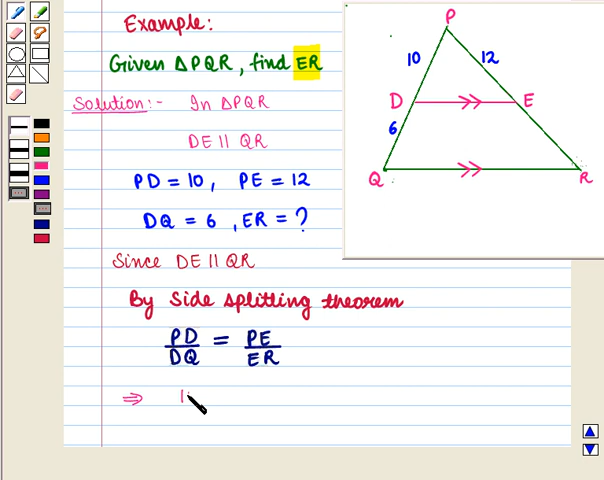 Example:
Given ΔPQR, find ER
Solution:- In ΔPQR
DE || QR
PD = 10, PE = 12
DQ = 6, ER = ?
Since DE || QR
By Side splitting theorem
PD/DQ = PE/ER
⇒ 1
P
10
12
D
E
6
Q
R